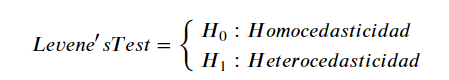 Levene'sTest = { H₀ : Homocedasticidad
H₁ : Heterocedasticidad